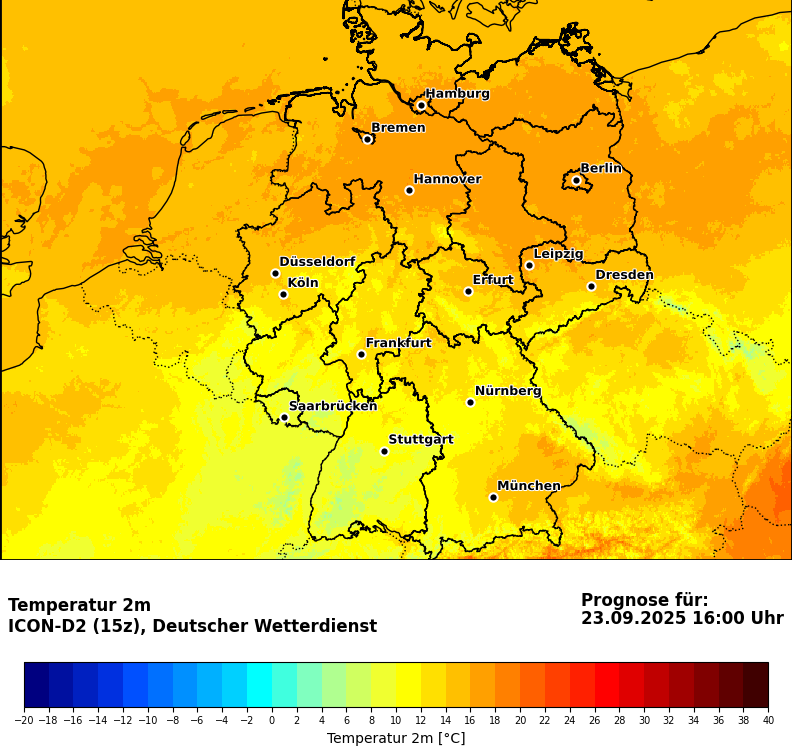 Hamburg
Bremen
Berlin
Hannover
Leipzig
Düsseldorf
Dresden
Köln
Erfurt
Frankfurt
Nürnberg
Saarbrücken
Stuttgart
München
Temperatur 2m
ICON-D2 (15z), Deutscher Wetterdienst
Prognose für:
23.09.2025 16:00 Uhr
−20 −18 −16 −14 −12 −10 −8 −6 −4 −2 0 2 4 6 8 10 12 14 16 18 20 22 24 26 28 30 32 34 36 38 40
Temperatur 2m [°C]